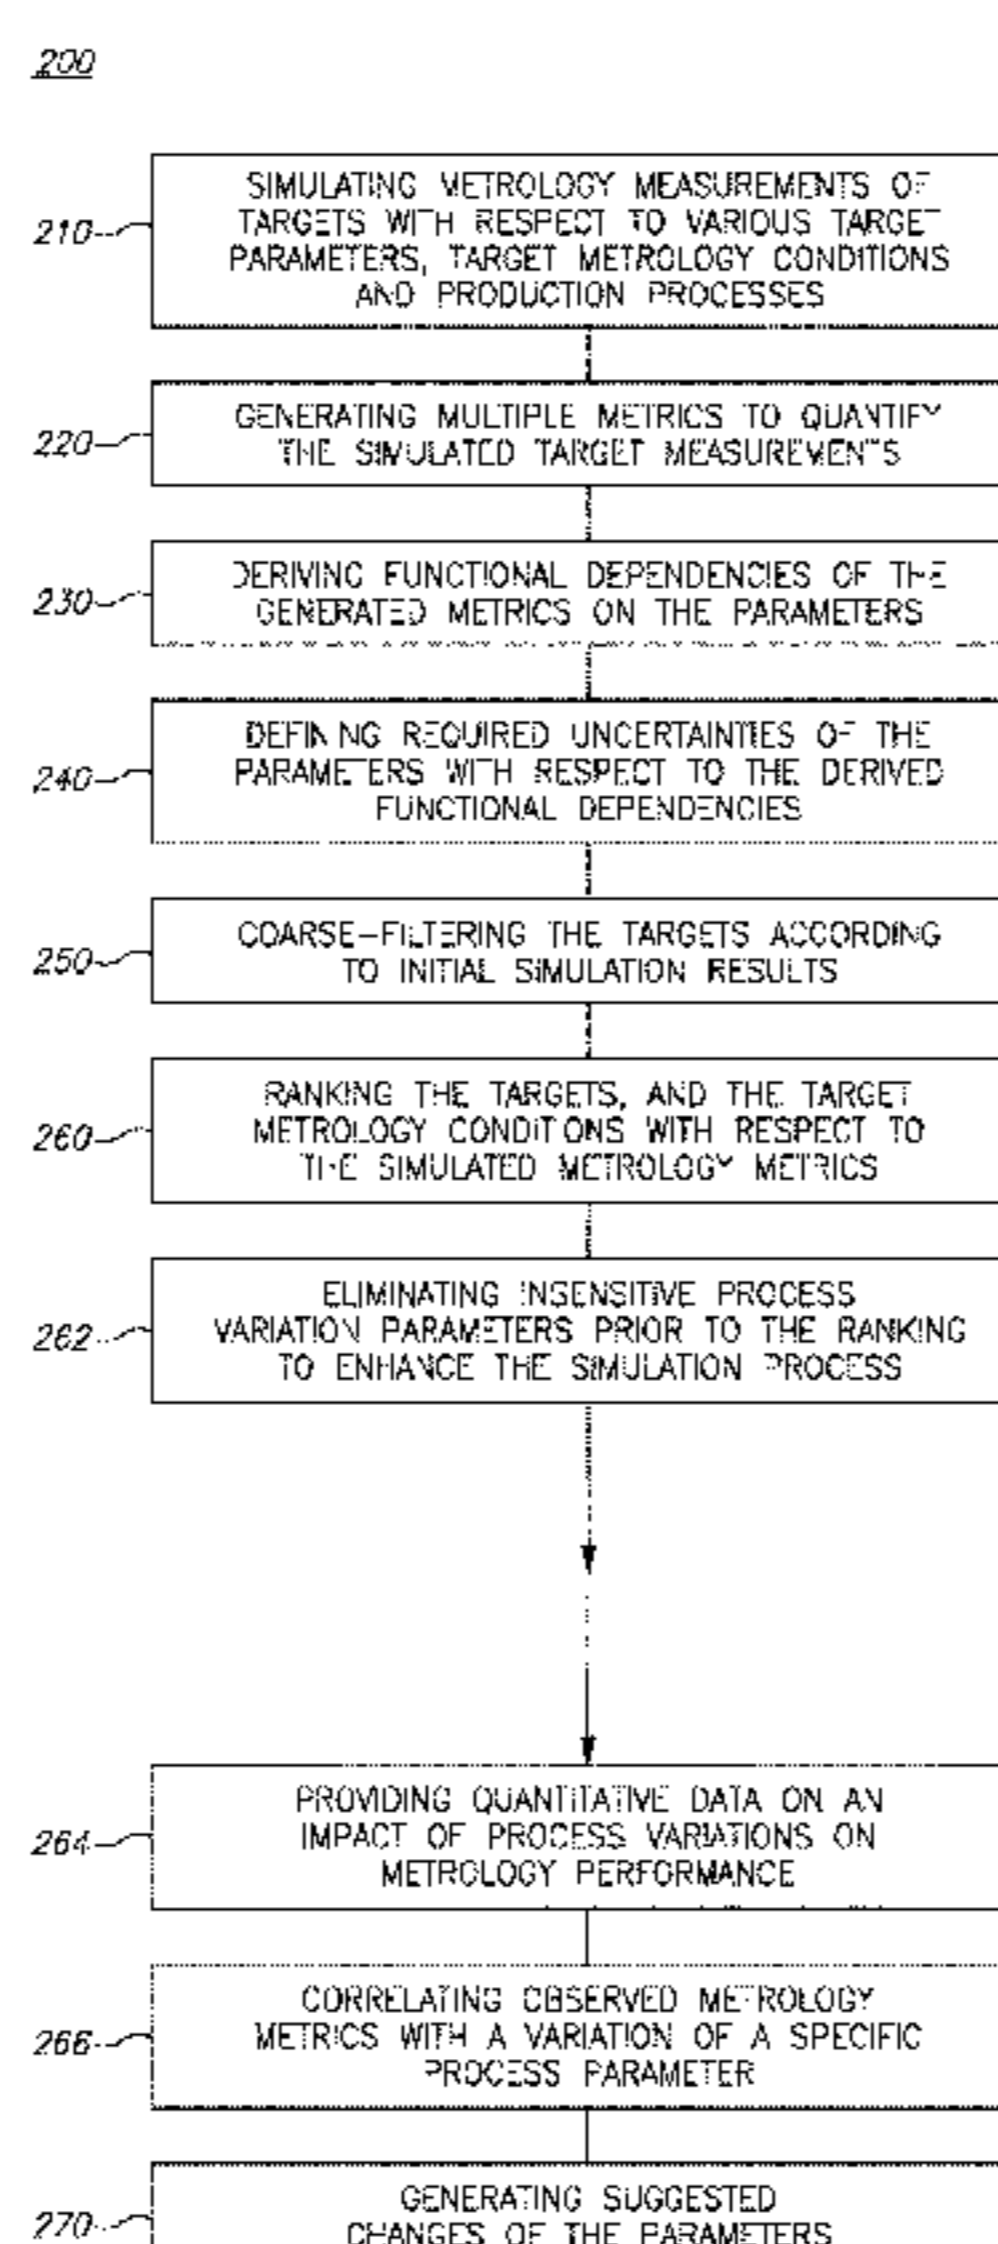 200
210
SIMULATING METROLOGY MEASUREMENTS OF
TARGETS WITH RESPECT TO VARIOUS TARGET
PARAMETERS, TARGET METROLOGY CONDITIONS
AND PRODUCTION PROCESSES
220
GENERATING MULTIPLE METRICS TO QUANTIFY
THE SIMULATED TARGET MEASUREMENTS
230
DERIVING FUNCTIONAL DEPENDENCIES OF THE
GENERATED METRICS ON THE PARAMETERS
240
DEFINING REQUIRED UNCERTAINTIES OF THE
PARAMETERS WITH RESPECT TO THE DERIVED
FUNCTIONAL DEPENDENCIES
250
COARSE-FILTERING THE TARGETS ACCORDING
TO INITIAL SIMULATION RESULTS
260
RANKING THE TARGETS, AND THE TARGET
METROLOGY CONDITIONS WITH RESPECT TO
THE SIMULATED METROLOGY METRICS
262
ELIMINATING INSENSITIVE PROCESS
VARIATION PARAMETERS PRIOR TO THE RANKING
TO ENHANCE THE SIMULATION PROCESS
264
PROVIDING QUANTITATIVE DATA ON AN
IMPACT OF PROCESS VARIATIONS ON
METROLOGY PERFORMANCE
266
CORRELATING OBSERVED METROLOGY
METRICS WITH A VARIATION OF A SPECIFIC
PROCESS PARAMETER
270
GENERATING SUGGESTED
CHANGES OF THE PARAMETERS